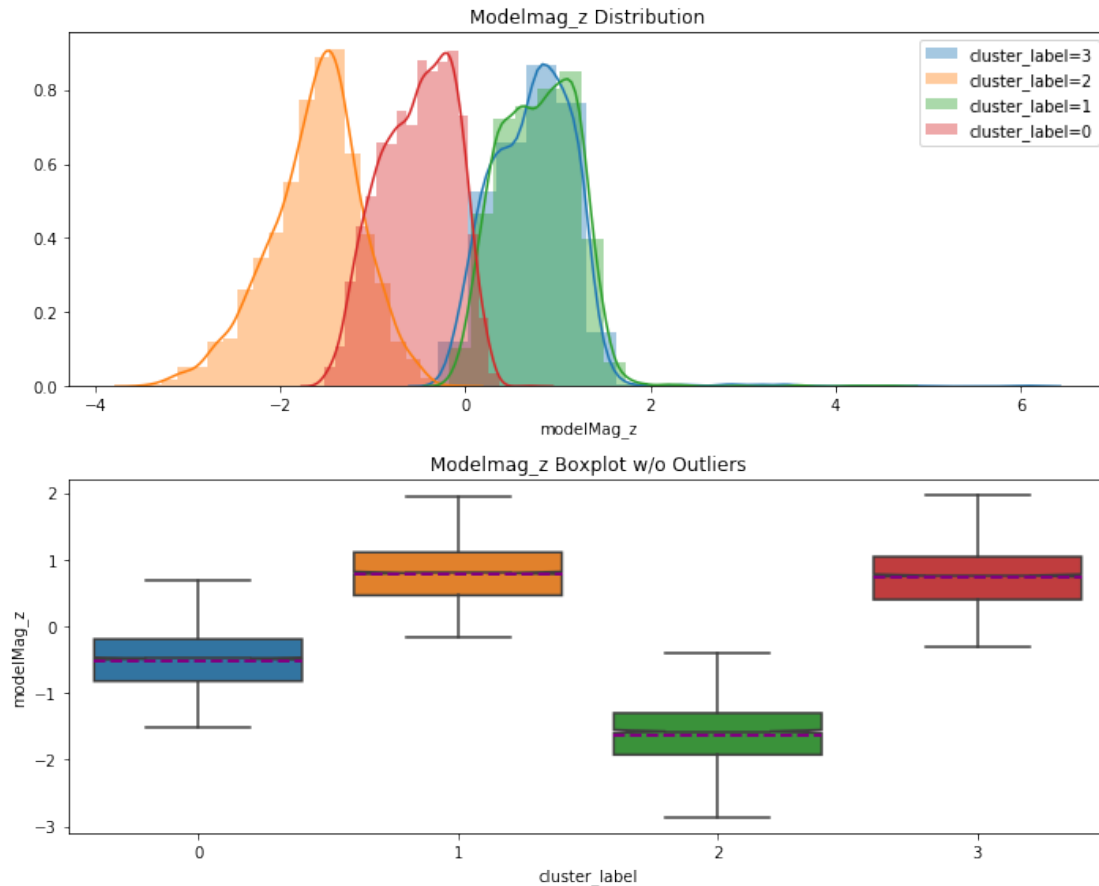 Modelmag_z Distribution
cluster_label=3
cluster_label=2
cluster_label=1
cluster_label=0
0.8
0.6
0.4
0.2
0.0
−4 −2 0 2 4 6
modelMag_z
Modelmag_z Boxplot w/o Outliers
2
1
0
−1
−2
−3
modelMag_z
0 1 2 3
cluster_label